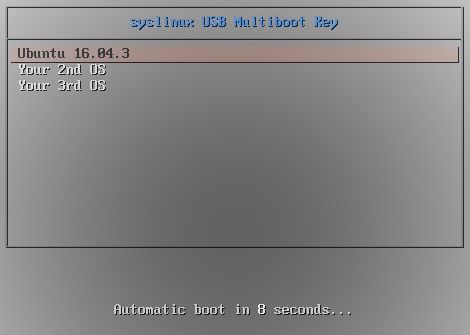 syslinux USB Multiboot Key
Ubuntu 16.04.3
Your 2nd OS
Your 3rd OS
Automatic boot in 8 seconds...